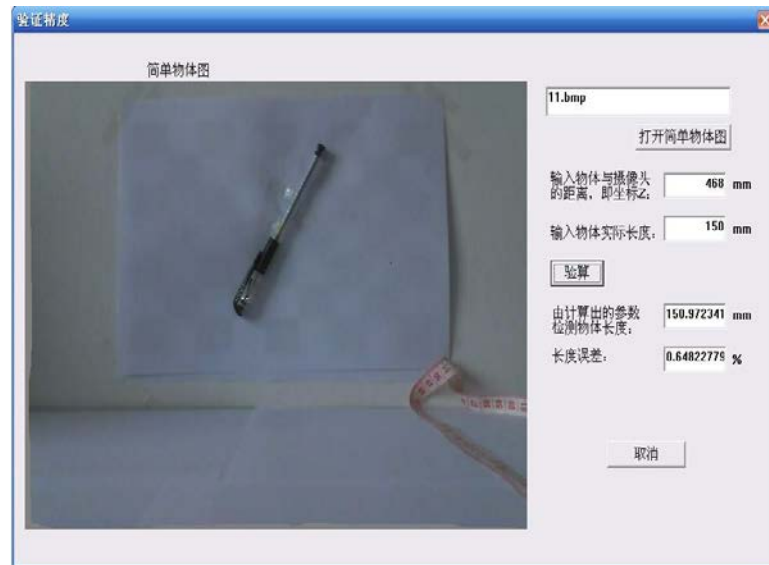 验证精度
简单物体图
11.bmp
打开简单物体图
输入物体与摄像头
的距离，即坐标Z：
468 mm
输入物体实际长度：
150 mm
验算
由计算出的参数
检测物体长度：
150.972341 mm
长度误差：
0.64822779 %
取消